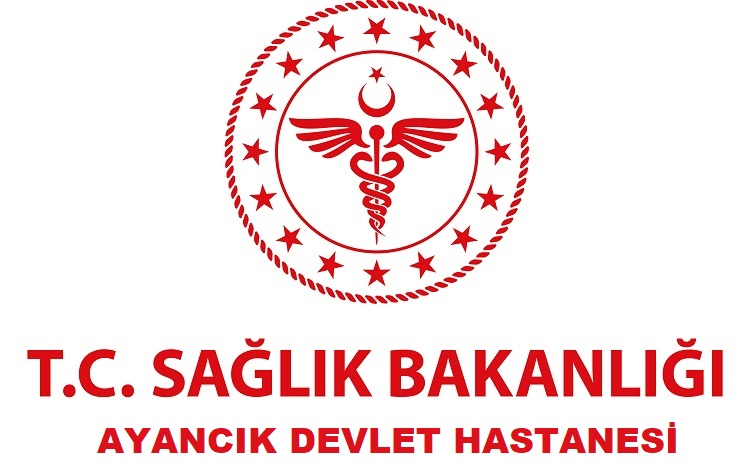 T.C. SAĞLIK BAKANLIĞI
AYANCIK DEVLET HASTANESİ